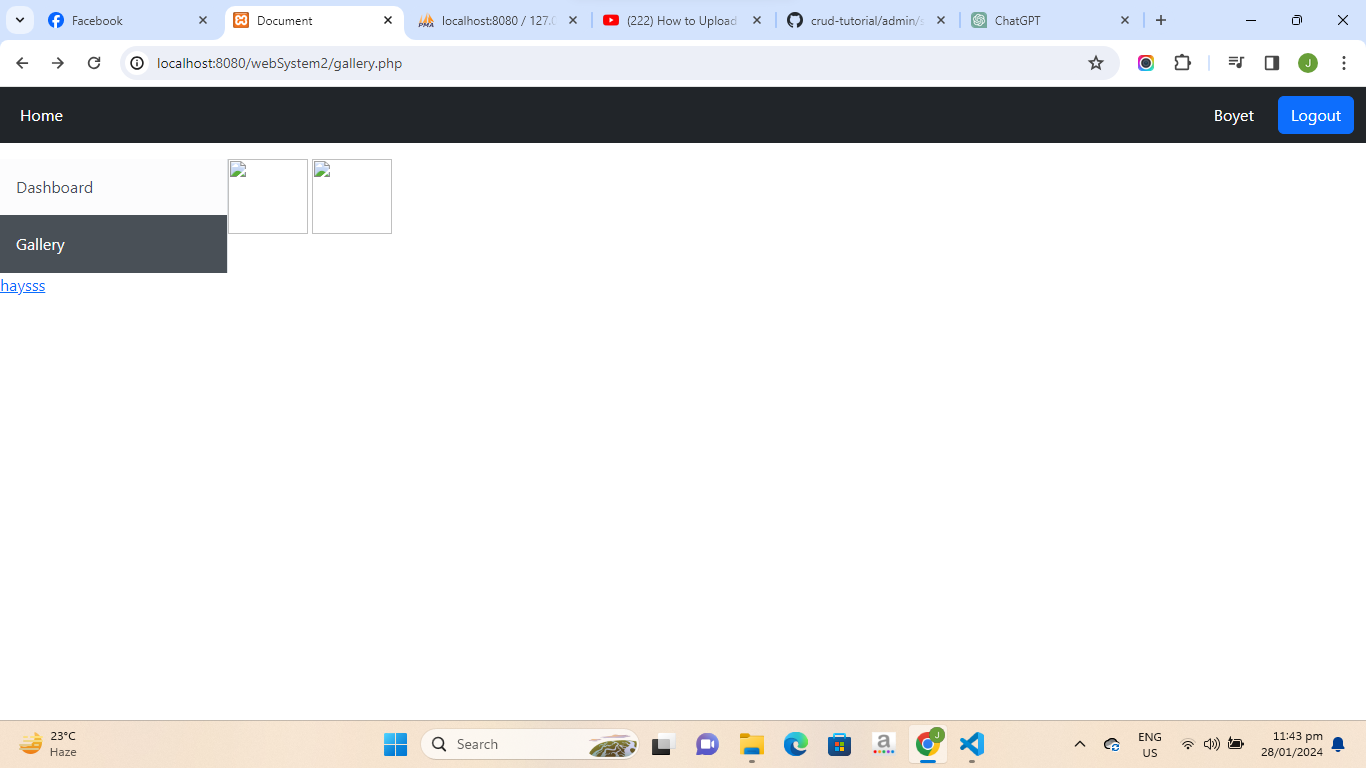 Facebook
Document
localhost:8080 / 127.0
(222) How to Upload
crud-tutorial/admin/s
ChatGPT
localhost:8080/webSystem2/gallery.php
J
Home
Boyet
Logout
Dashboard
Gallery
haysss
23°C
Haze
Search
ENG
US
11:43 pm
28/01/2024